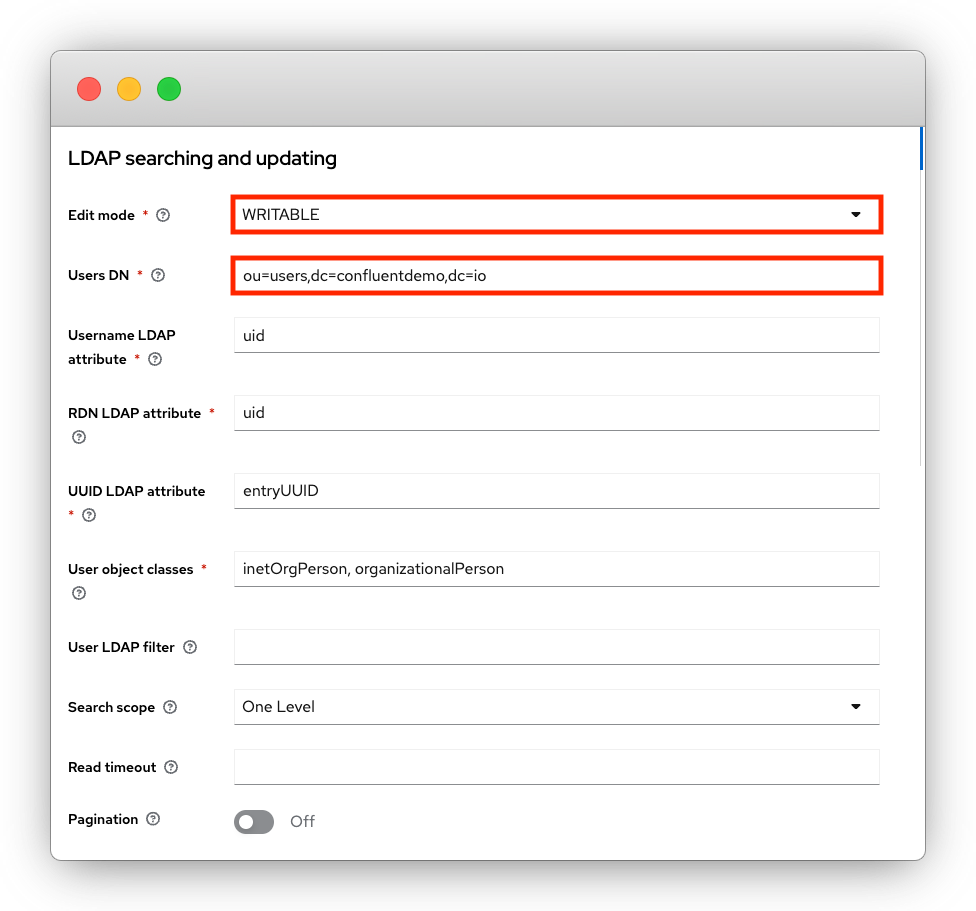 LDAP searching and updating
Edit mode * WRITABLE
Users DN * ou=users,dc=confluentdemo,dc=io
Username LDAP
attribute * uid
RDN LDAP attribute * uid
UUID LDAP attribute
* entryUUID
User object classes * inetOrgPerson, organizationalPerson
User LDAP filter
Search scope One Level
Read timeout
Pagination Off